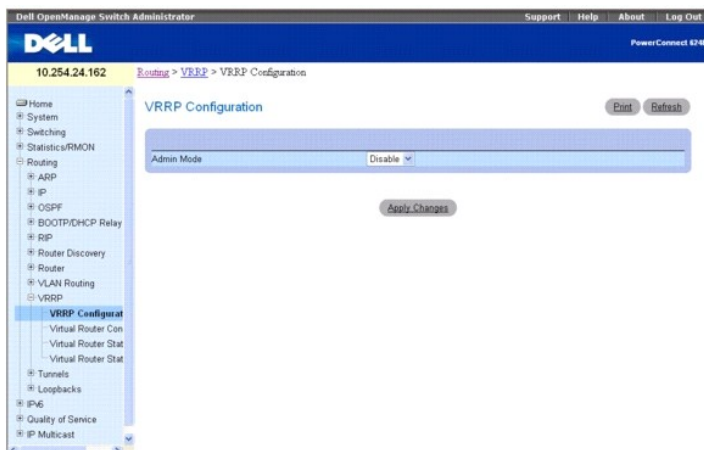 Dell OpenManage Switch Administrator
Support Help About Log Out
DELL
PowerConnect
10.254.24.162
Routing > VRRP > VRRP Configuration
Home
System
Switching
Statistics/RMON
Routing
ARP
IP
OSPF
BOOTP/DHCP Relay
RIP
Router Discovery
Router
VLAN Routing
VRRP
VRRP Configurat
Virtual Router Con
Virtual Router Stat
Virtual Router Stat
Tunnels
Loopbacks
IPv6
Quality of Service
IP Multicast
VRRP Configuration
Print Refresh
Admin Mode Disable
Apply Changes